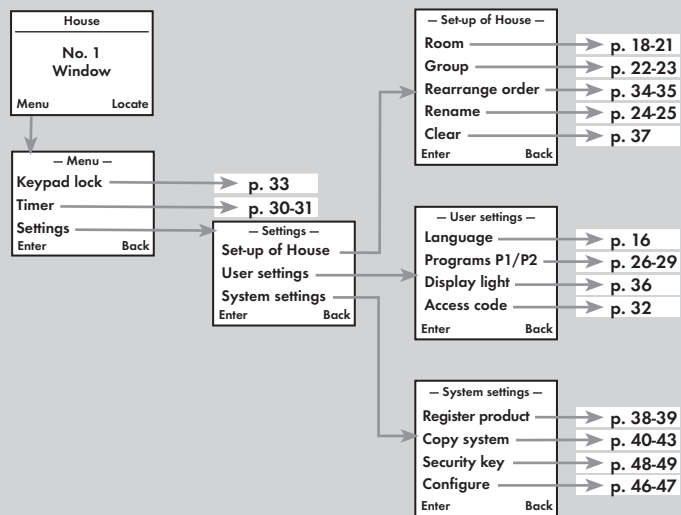 House
No. 1
Window
Menu Locate
— Menu —
Keypad lock p. 33
Timer p. 30-31
Settings
Enter Back
— Settings —
Set-up of House
User settings
System settings
Enter Back
— Set-up of House —
Room p. 18-21
Group p. 22-23
Rearrange order p. 34-35
Rename p. 24-25
Clear p. 37
Enter Back
— User settings —
Language p. 16
Programs P1/P2 p. 26-29
Display light p. 36
Access code p. 32
Enter Back
— System settings —
Register product p. 38-39
Copy system p. 40-43
Security key p. 48-49
Configure p. 46-47
Enter Back